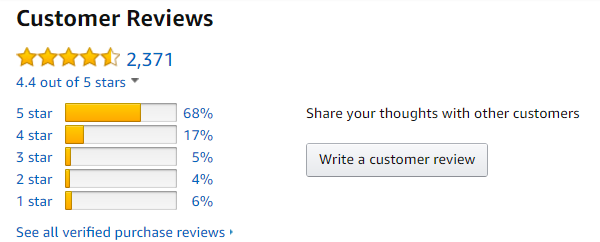 Customer Reviews
2,371
4.4 out of 5 stars
5 star 68%
4 star 17%
3 star 5%
2 star 4%
1 star 6%
See all verified purchase reviews
Share your thoughts with other customers
Write a customer review